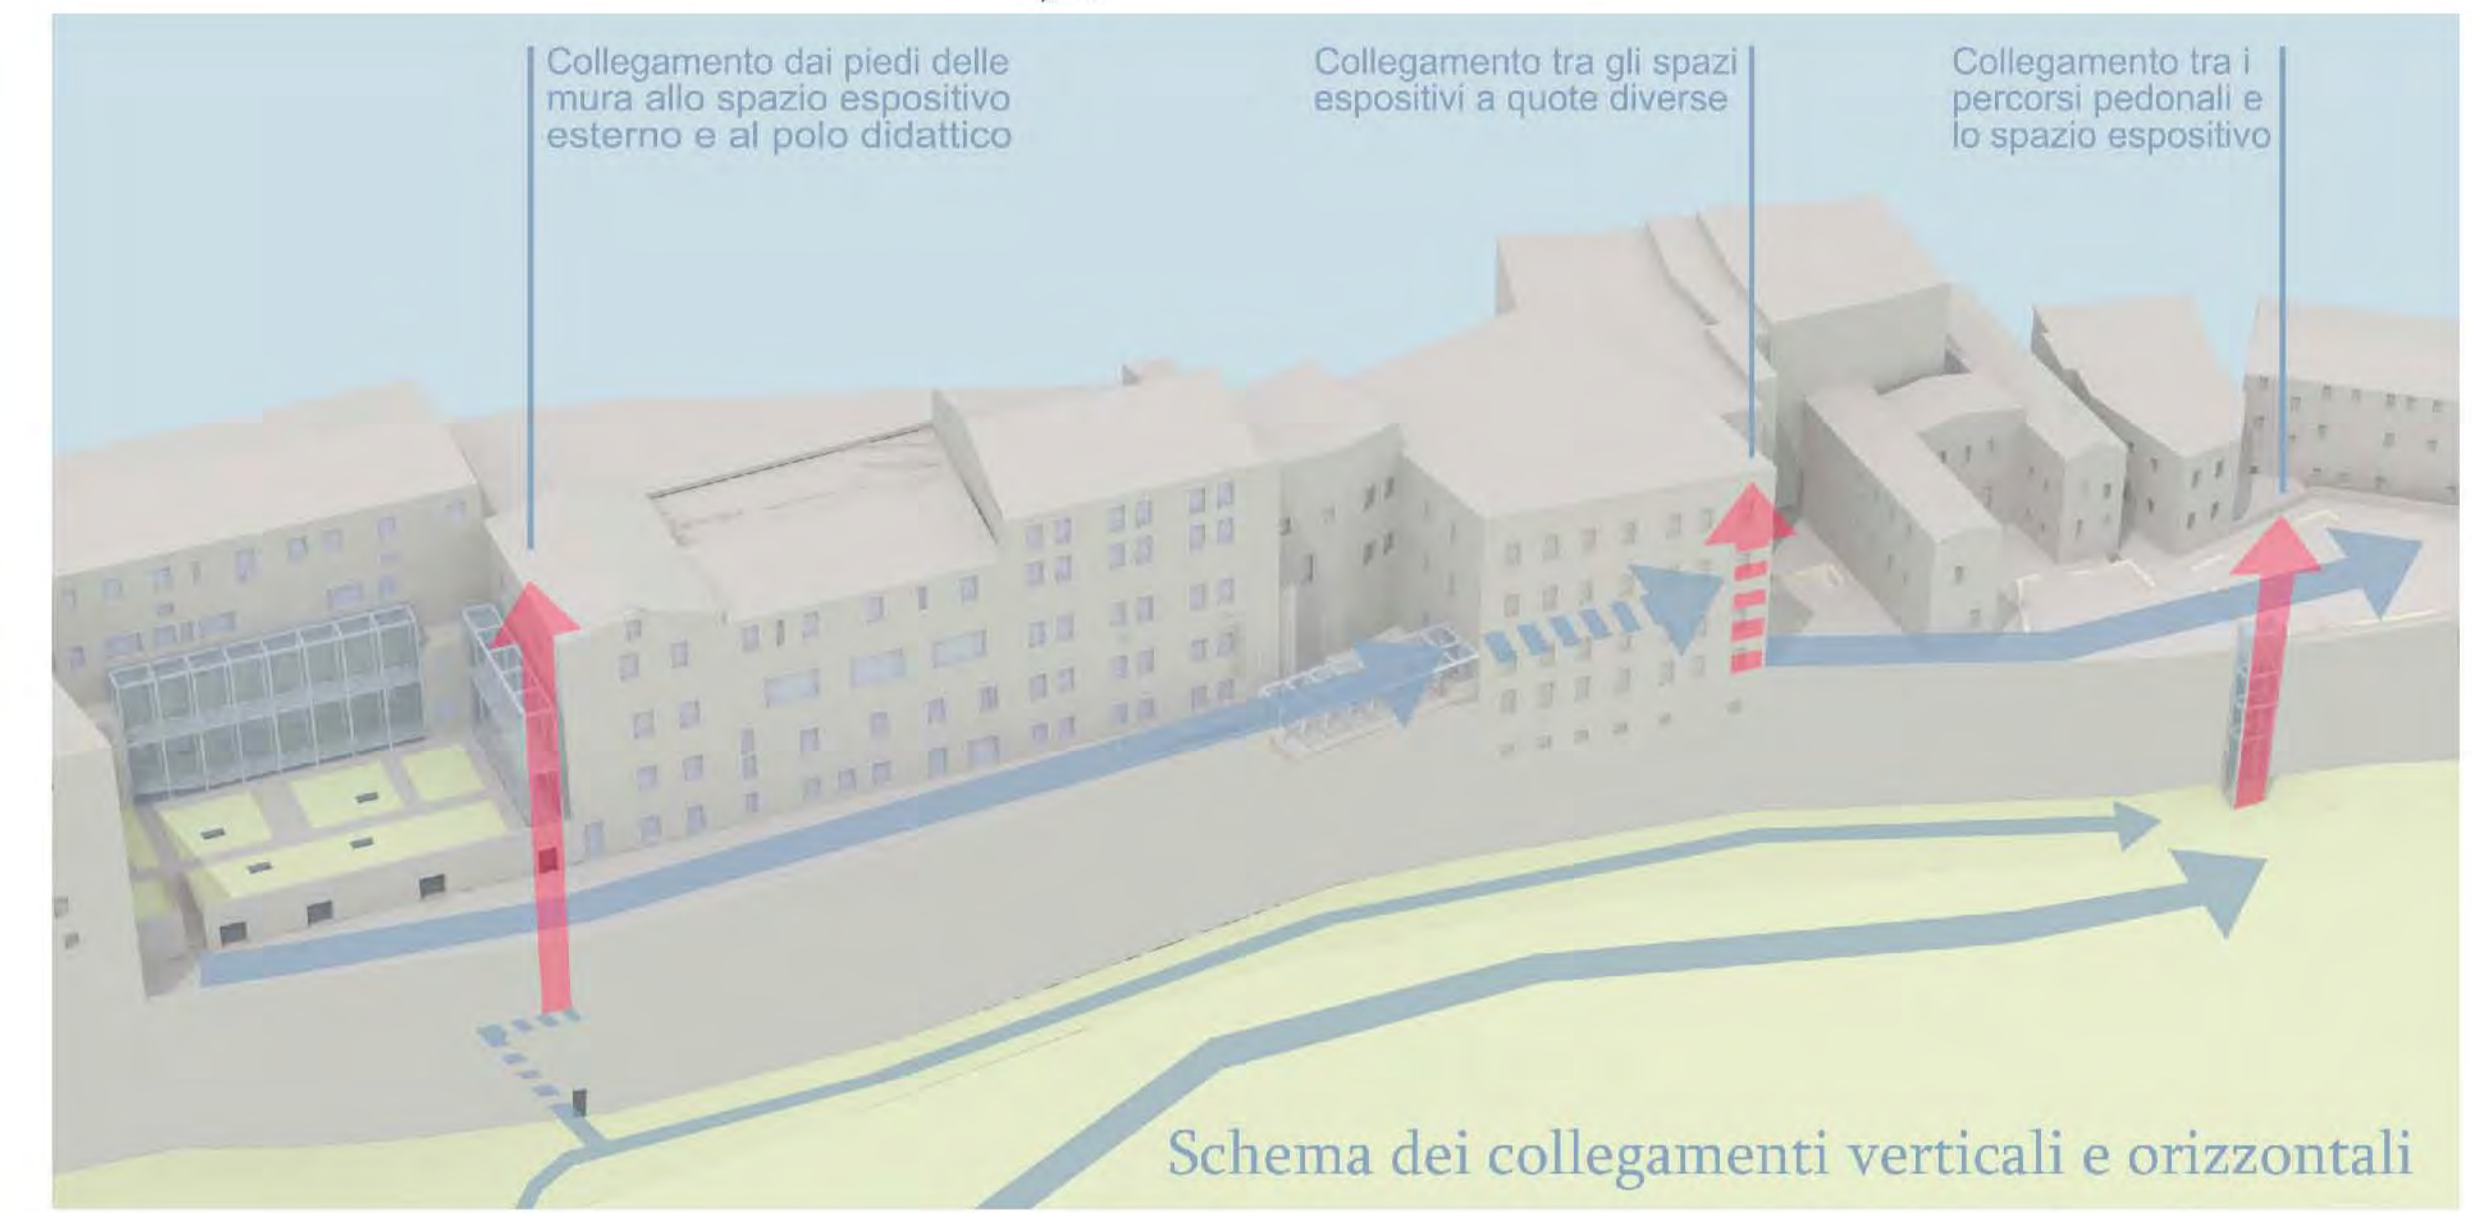 Collegamento dai piedi delle
mura allo spazio espositivo
esterno e al polo didattico
Collegamento tra gli spazi
espositivi a quote diverse
Collegamento tra i
percorsi pedonali e
lo spazio espositivo
Schema dei collegamenti verticali e orizzontali